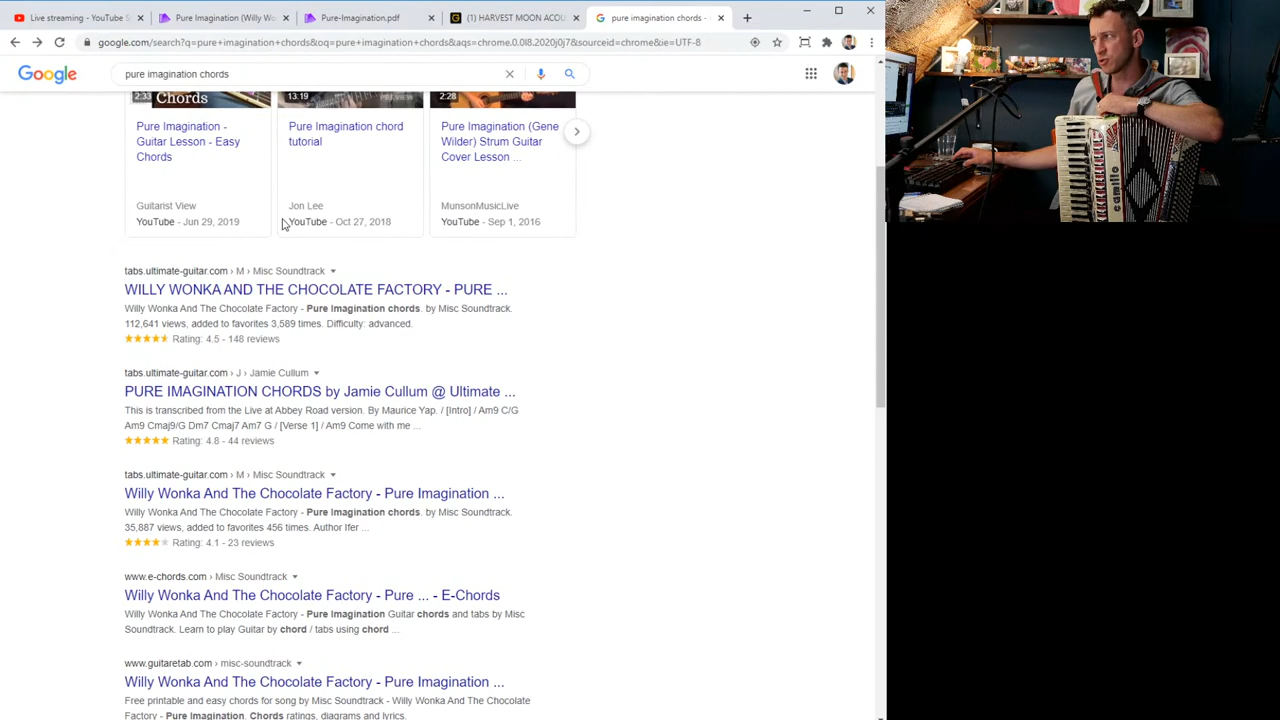 Live streaming - YouTube S
Pure Imagination (Willy Wo
Pure-Imagination.pdf
(1) HARVEST MOON ACOU
pure imagination chords -
google.com/search?q=pure+imagination+chords&oq=pure+imagination+chords&aqs=chrome.0.0l8.2020j0j7&sourceid=chrome&ie=UTF-8
Google
pure imagination chords
2:33
Chords
13:19
2:28
Pure Imagination -
Guitar Lesson - Easy
Chords
Guitarist View
YouTube - Jun 29, 2019
Pure Imagination chord
tutorial
Jon Lee
YouTube - Oct 27, 2018
Pure Imagination (Gene
Wilder) Strum Guitar
Cover Lesson ...
MunsonMusicLive
YouTube - Sep 1, 2016
tabs.ultimate-guitar.com › M › Misc Soundtrack
WILLY WONKA AND THE CHOCOLATE FACTORY - PURE ...
Willy Wonka And The Chocolate Factory - Pure Imagination chords. by Misc Soundtrack.
112,641 views, added to favorites 3,589 times. Difficulty: advanced.
Rating: 4.5 - 148 reviews
tabs.ultimate-guitar.com › J › Jamie Cullum
PURE IMAGINATION CHORDS by Jamie Cullum @ Ultimate ...
This is transcribed from the Live at Abbey Road version. By Maurice Yap. / [Intro] / Am9 C/G
Am9 Cmaj9/G Dm7 Cmaj7 Am7 G / [Verse 1] / Am9 Come with me ...
Rating: 4.8 - 44 reviews
tabs.ultimate-guitar.com › M › Misc Soundtrack
Willy Wonka And The Chocolate Factory - Pure Imagination ...
Willy Wonka And The Chocolate Factory - Pure Imagination chords. by Misc Soundtrack.
35,887 views, added to favorites 456 times. Author lfer ...
Rating: 4.1 - 23 reviews
www.e-chords.com › Misc Soundtrack
Willy Wonka And The Chocolate Factory - Pure ... - E-Chords
Willy Wonka And The Chocolate Factory - Pure Imagination Guitar chords and tabs by Misc
Soundtrack. Learn to play Guitar by chord / tabs using chord ...
www.guitaretab.com › misc-soundtrack
Willy Wonka And The Chocolate Factory - Pure Imagination ...
Free printable and easy chords for song by Misc Soundtrack - Willy Wonka And The Chocolate
Factory - Pure Imagination. Chords ratings, diagrams and lyrics.
camillo